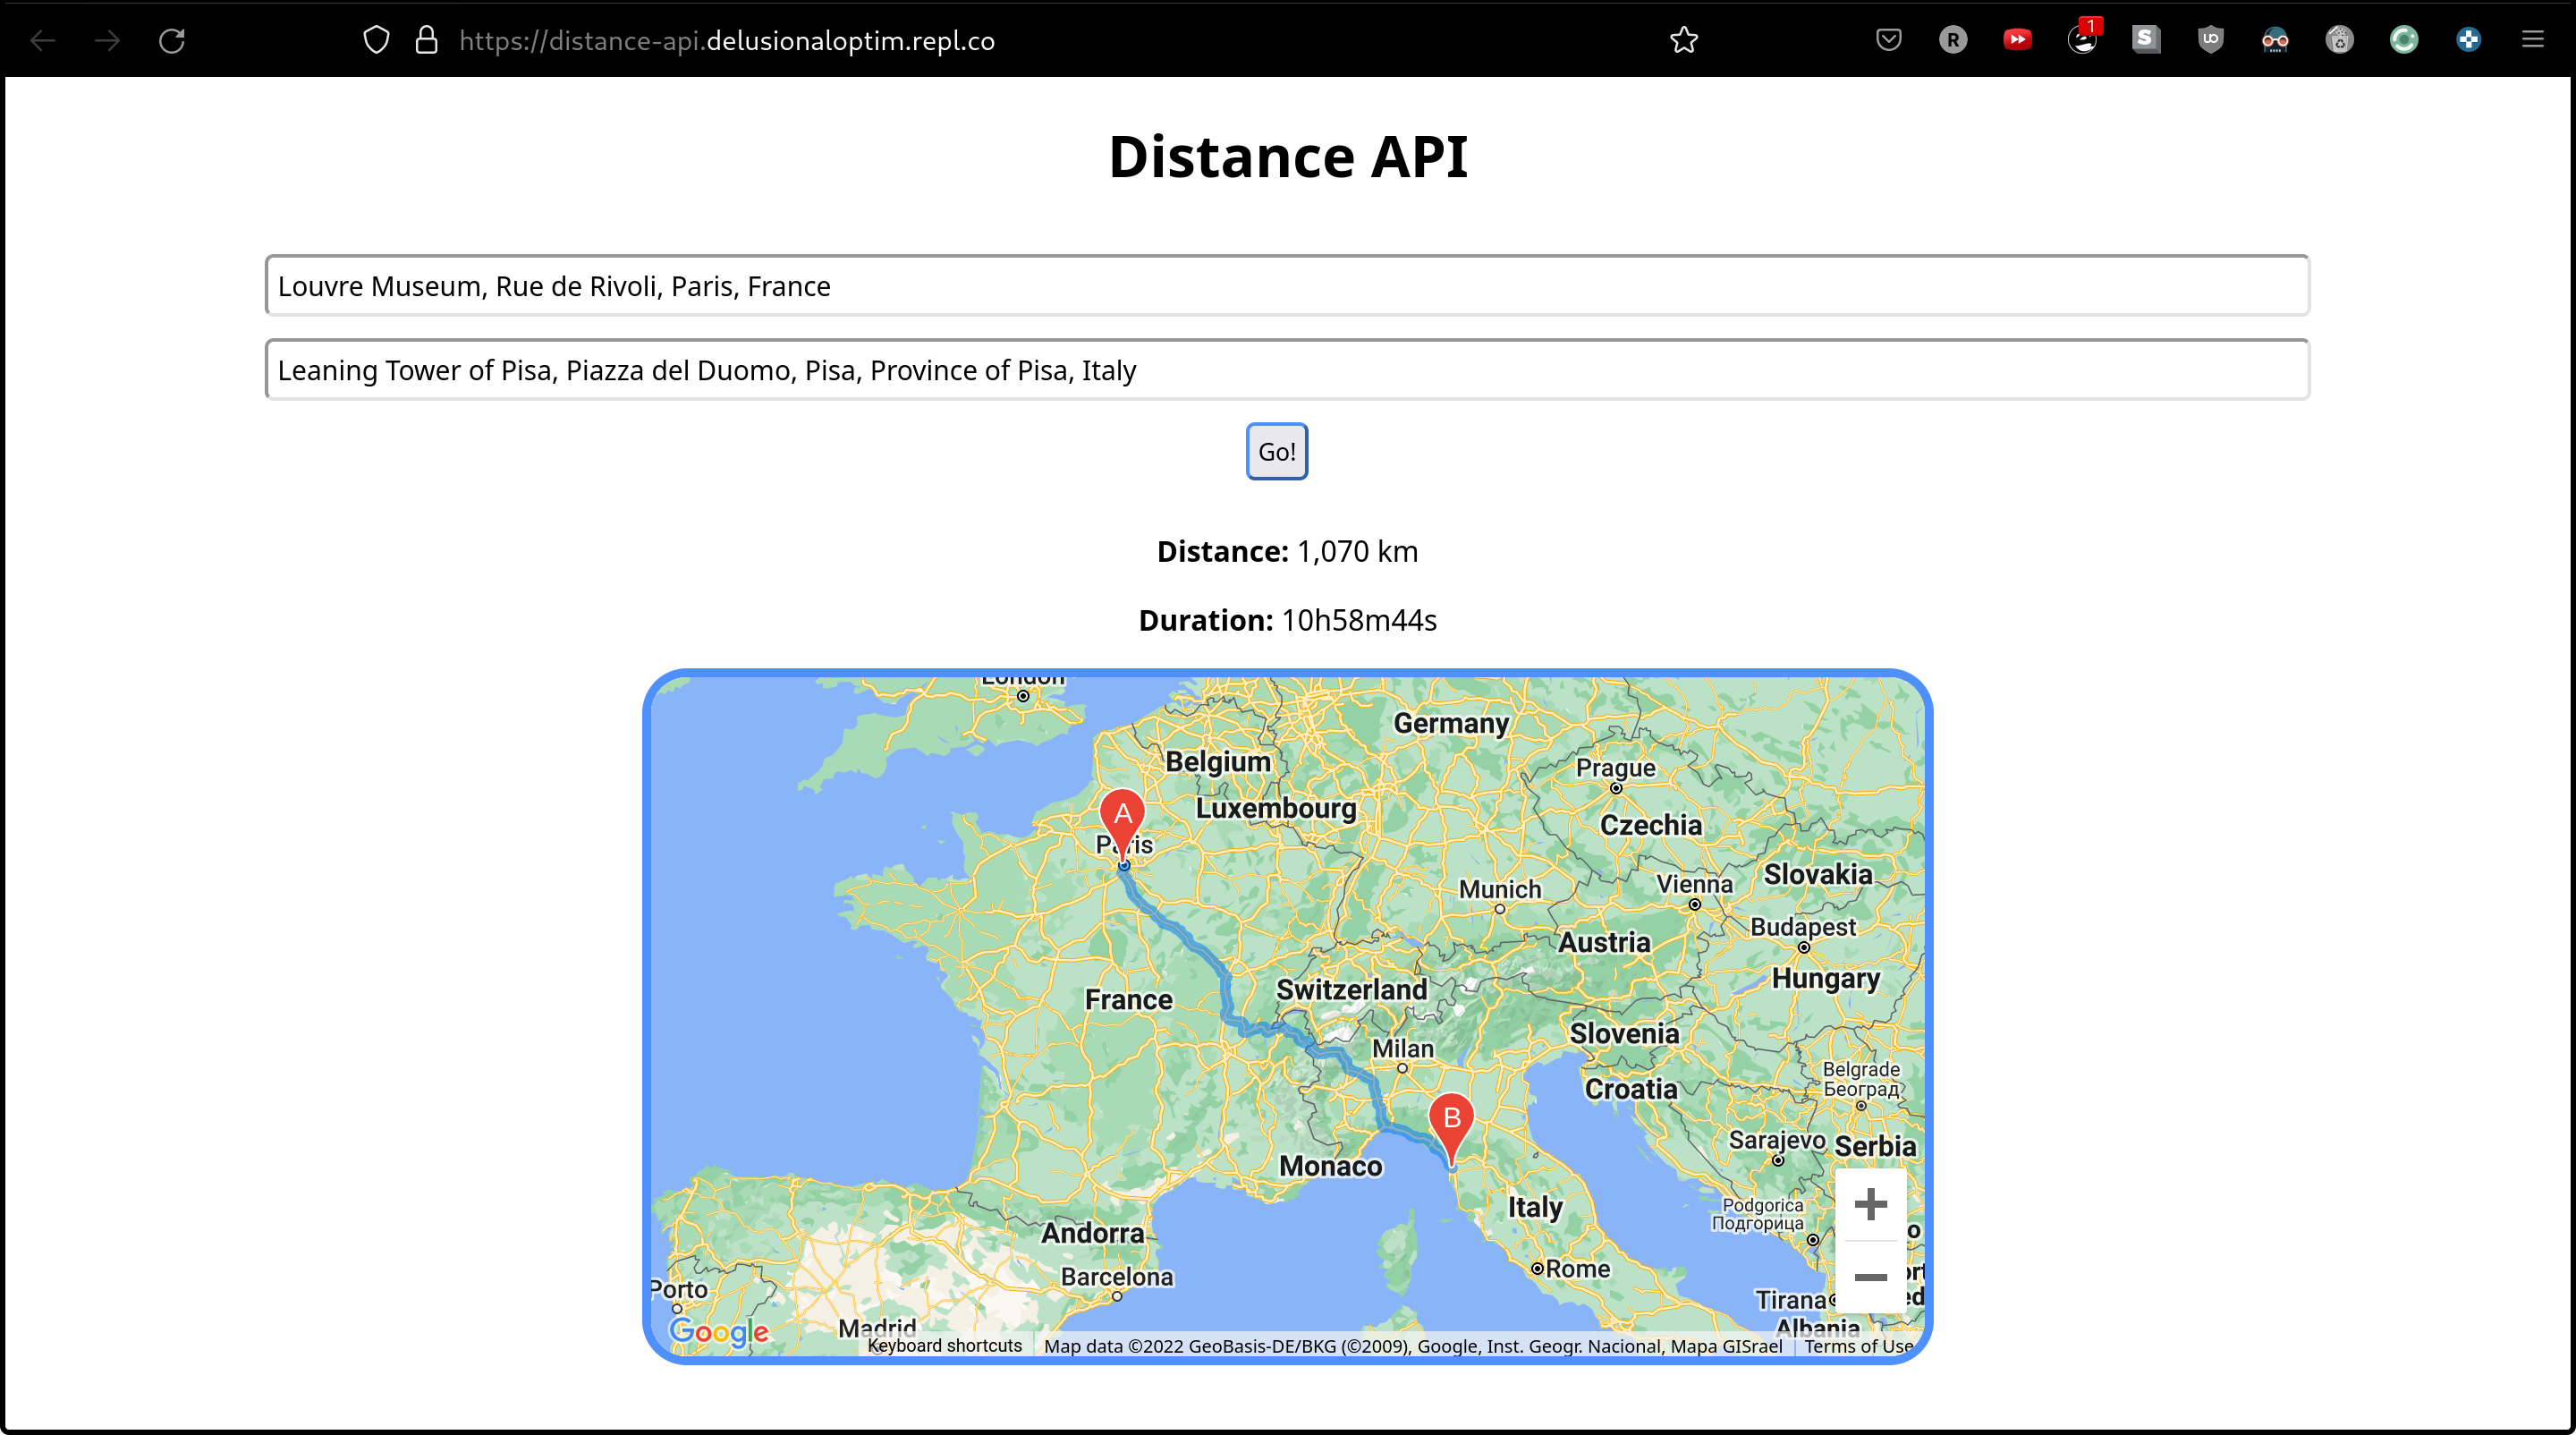 https://distance-api.delusionaloptim.repl.co
R
1
S
Distance API
Louvre Museum, Rue de Rivoli, Paris, France
Leaning Tower of Pisa, Piazza del Duomo, Pisa, Province of Pisa, Italy
Go!
Distance: 1,070 km
Duration: 10h58m44s
London
Germany
Belgium
Prague
Luxembourg
A
Czechia
Paris
Slovakia
Munich
Vienna
Budapest
Austria
Hungary
Switzerland
France
Slovenia
Milan
Belgrade
Београд
Croatia
B
Sarajevo
Serbia
Monaco
Italy
Podgorica
Подгорица
Andorra
Rome
Barcelona
Porto
Tirana
Madrid
Albania
Google
Keyboard shortcuts
Map data ©2022 GeoBasis-DE/BKG (©2009), Google, Inst. Geogr. Nacional, Mapa GISrael
Terms of Use